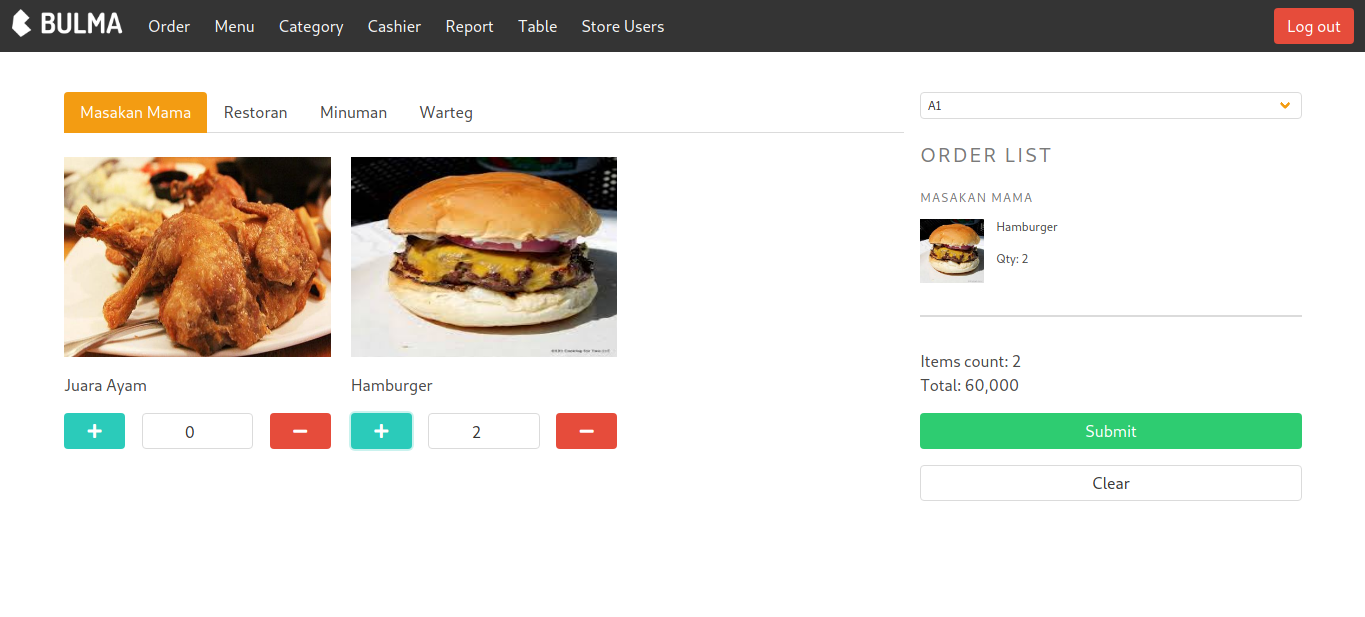 BULMA Order Menu Category Cashier Report Table Store Users Log out
Masakan Mama Restoran Minuman Warteg
Juara Ayam
0
Hamburger
2
A1
ORDER LIST
MASAKAN MAMA
Hamburger
Qty: 2
Items count: 2
Total: 60,000
Submit
Clear